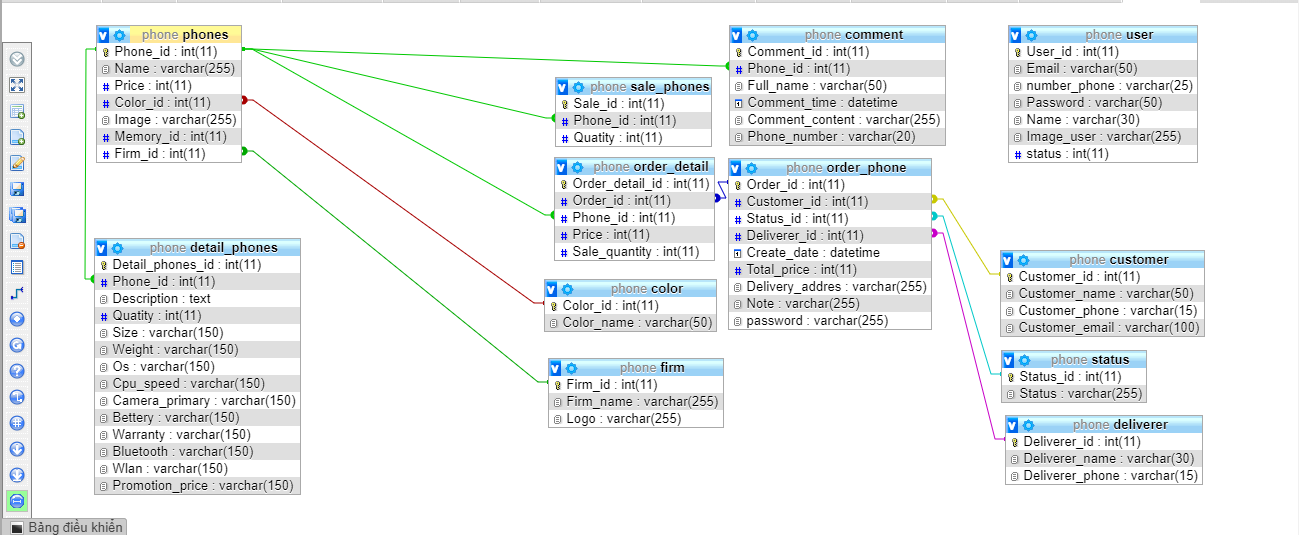 phone phones
Phone_id : int(11)
Name : varchar(255)
Price : int(11)
Color_id : int(11)
Image : varchar(255)
Memory_id : int(11)
Firm_id : int(11)
phone detail_phones
Detail_phones_id : int(11)
Phone_id : int(11)
Description : text
Quatity : int(11)
Size : varchar(150)
Weight : varchar(150)
Os : varchar(150)
Cpu_speed : varchar(150)
Camera_primary : varchar(150)
Bettery : varchar(150)
Warranty : varchar(150)
Bluetooth : varchar(150)
Wlan : varchar(150)
Promotion_price : varchar(150)
phone sale_phones
Sale_id : int(11)
Phone_id : int(11)
Quatity : int(11)
phone order_detail
Order_detail_id : int(11)
Order_id : int(11)
Phone_id : int(11)
Price : int(11)
Sale_quantity : int(11)
phone color
Color_id : int(11)
Color_name : varchar(50)
phone firm
Firm_id : int(11)
Firm_name : varchar(255)
Logo : varchar(255)
phone comment
Comment_id : int(11)
Phone_id : int(11)
Full_name : varchar(50)
Comment_time : datetime
Comment_content : varchar(255)
Phone_number : varchar(20)
phone order_phone
Order_id : int(11)
Customer_id : int(11)
Status_id : int(11)
Deliverer_id : int(11)
Create_date : datetime
Total_price : int(11)
Delivery_addres : varchar(255)
Note : varchar(255)
password : varchar(255)
phone user
User_id : int(11)
Email : varchar(50)
number_phone : varchar(25)
Password : varchar(50)
Name : varchar(30)
Image_user : varchar(255)
status : int(11)
phone customer
Customer_id : int(11)
Customer_name : varchar(50)
Customer_phone : varchar(15)
Customer_email : varchar(100)
phone status
Status_id : int(11)
Status : varchar(255)
phone deliverer
Deliverer_id : int(11)
Deliverer_name : varchar(30)
Deliverer_phone : varchar(15)
Bảng điều khiển